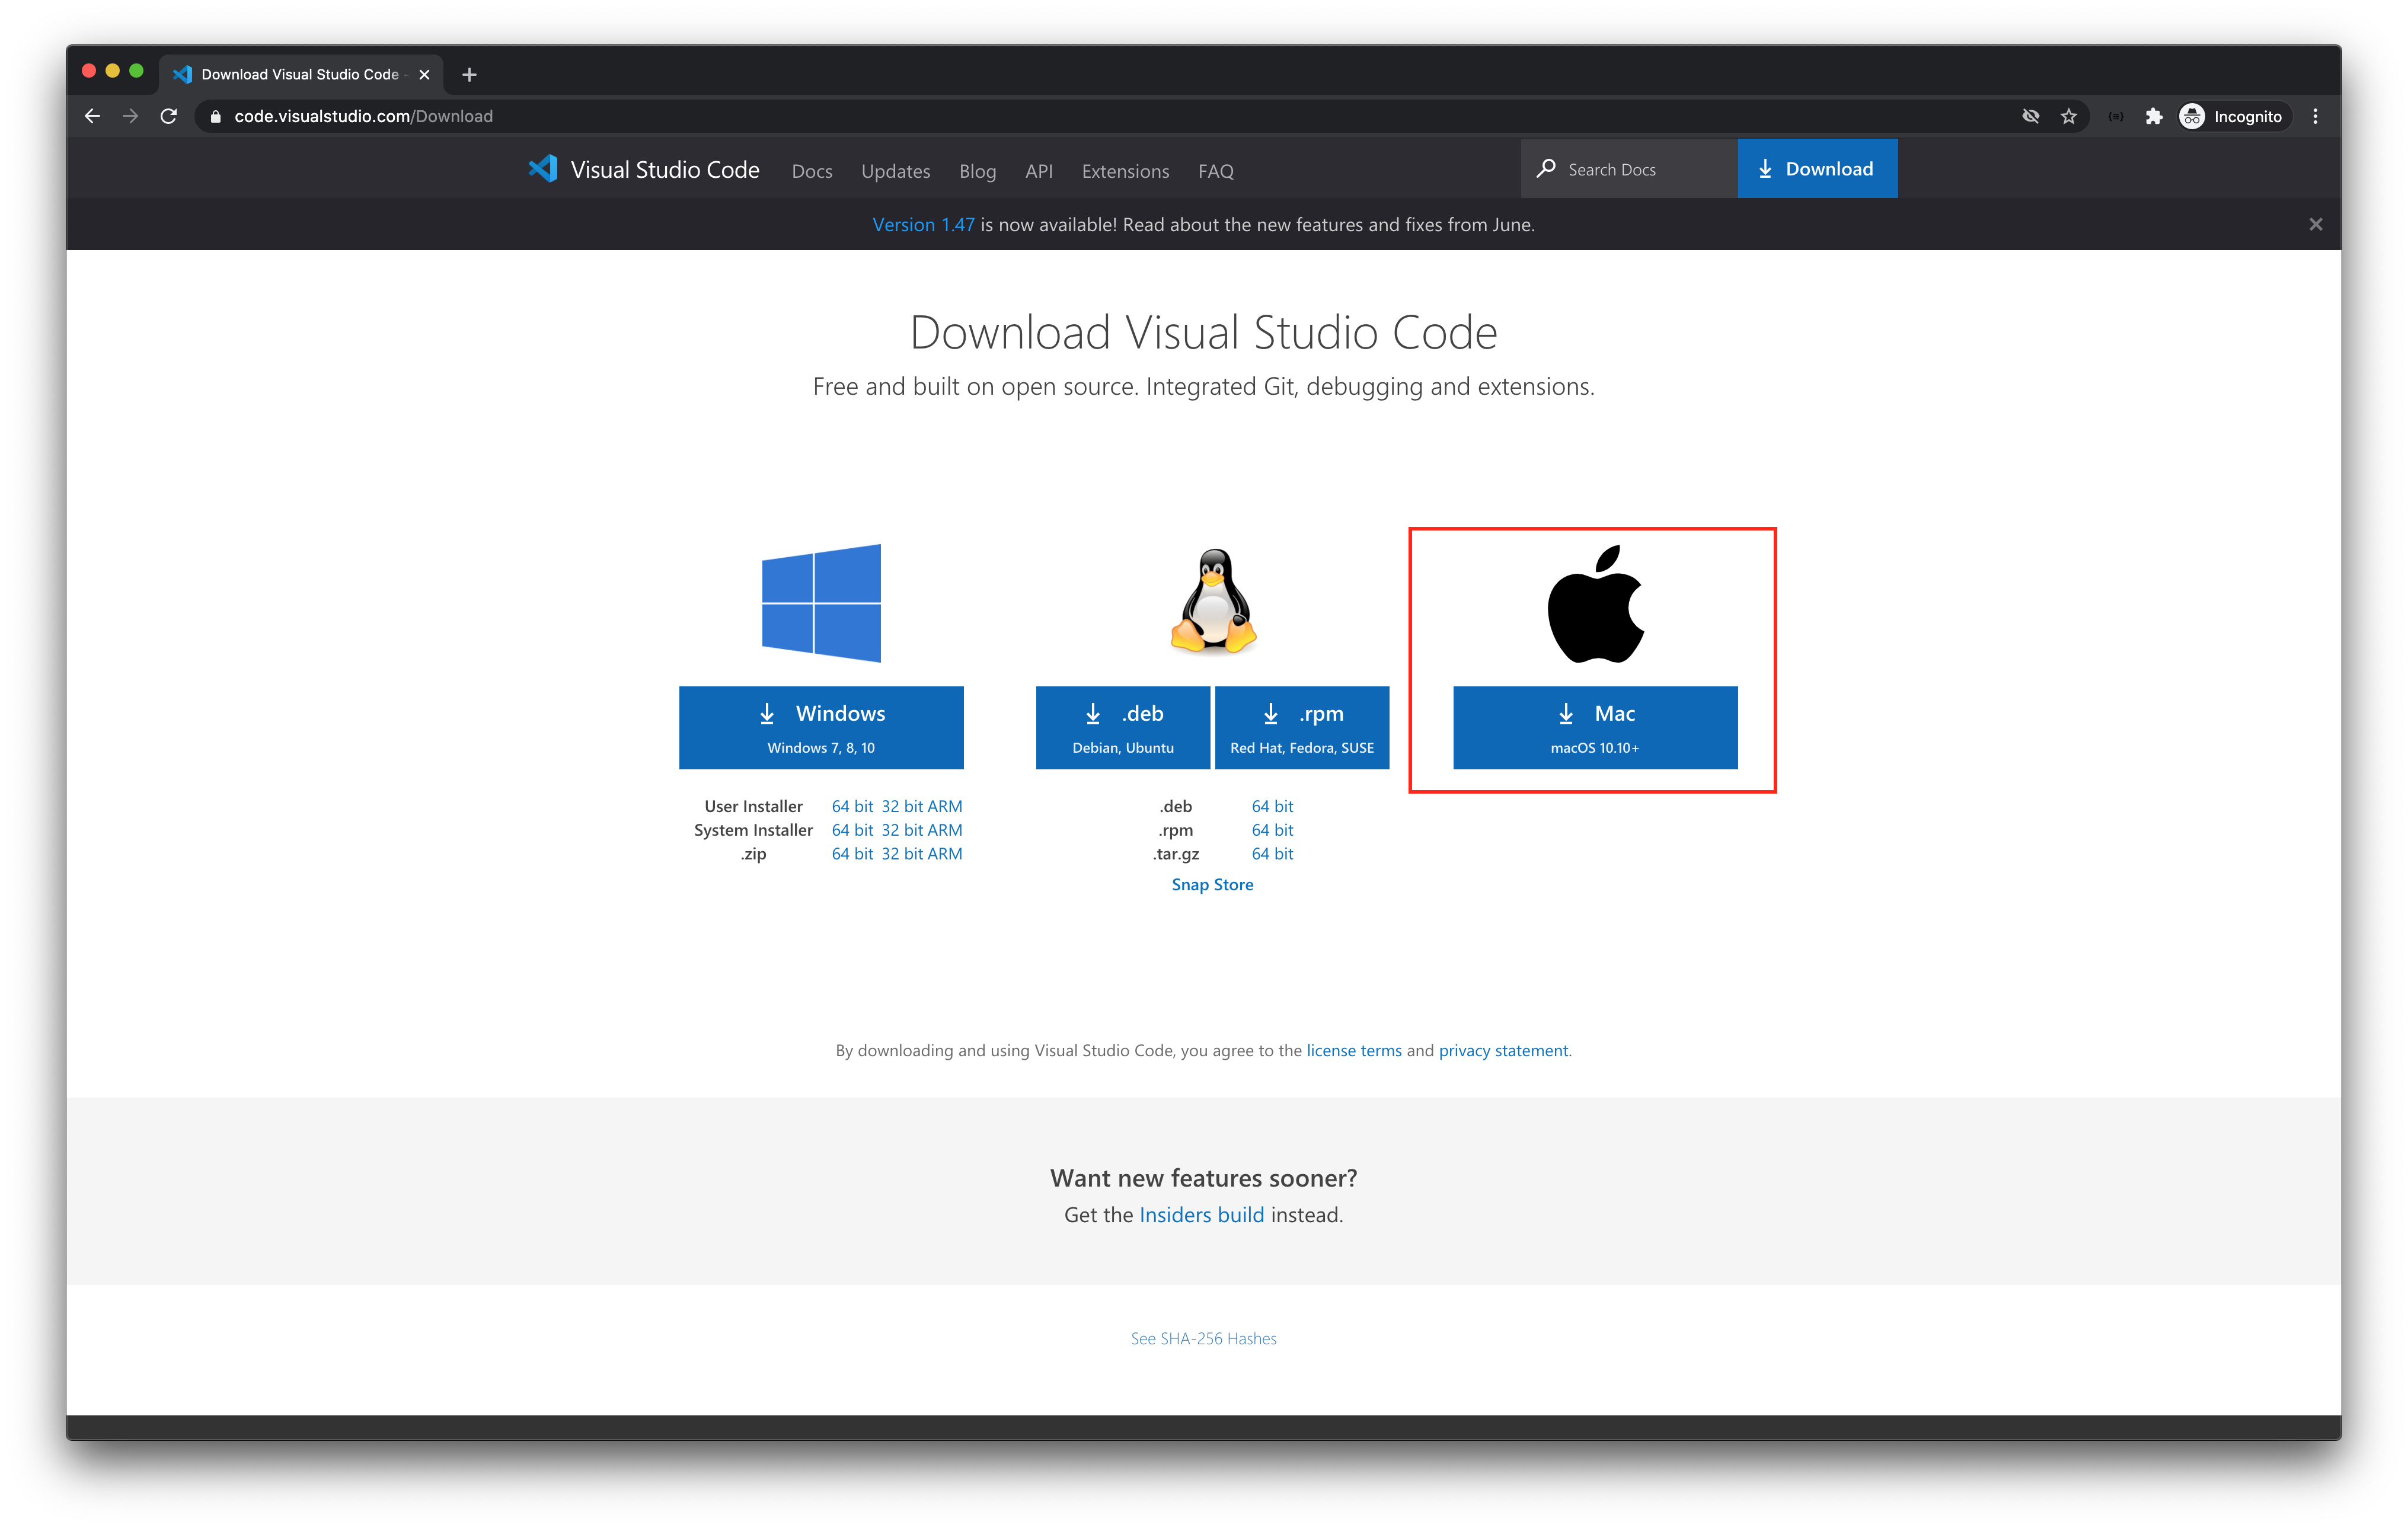 Download Visual Studio Code -
code.visualstudio.com/Download
Incognito
Visual Studio Code Docs Updates Blog API Extensions FAQ Search Docs Download
Version 1.47 is now available! Read about the new features and fixes from June.
Download Visual Studio Code
Free and built on open source. Integrated Git, debugging and extensions.
Windows
Windows 7, 8, 10
User Installer 64 bit 32 bit ARM
System Installer 64 bit 32 bit ARM
.zip 64 bit 32 bit ARM
.deb
Debian, Ubuntu
.rpm
Red Hat, Fedora, SUSE
.deb 64 bit
.rpm 64 bit
.tar.gz 64 bit
Snap Store
Mac
macOS 10.10+
By downloading and using Visual Studio Code, you agree to the license terms and privacy statement.
Want new features sooner?
Get the Insiders build instead.
See SHA-256 Hashes